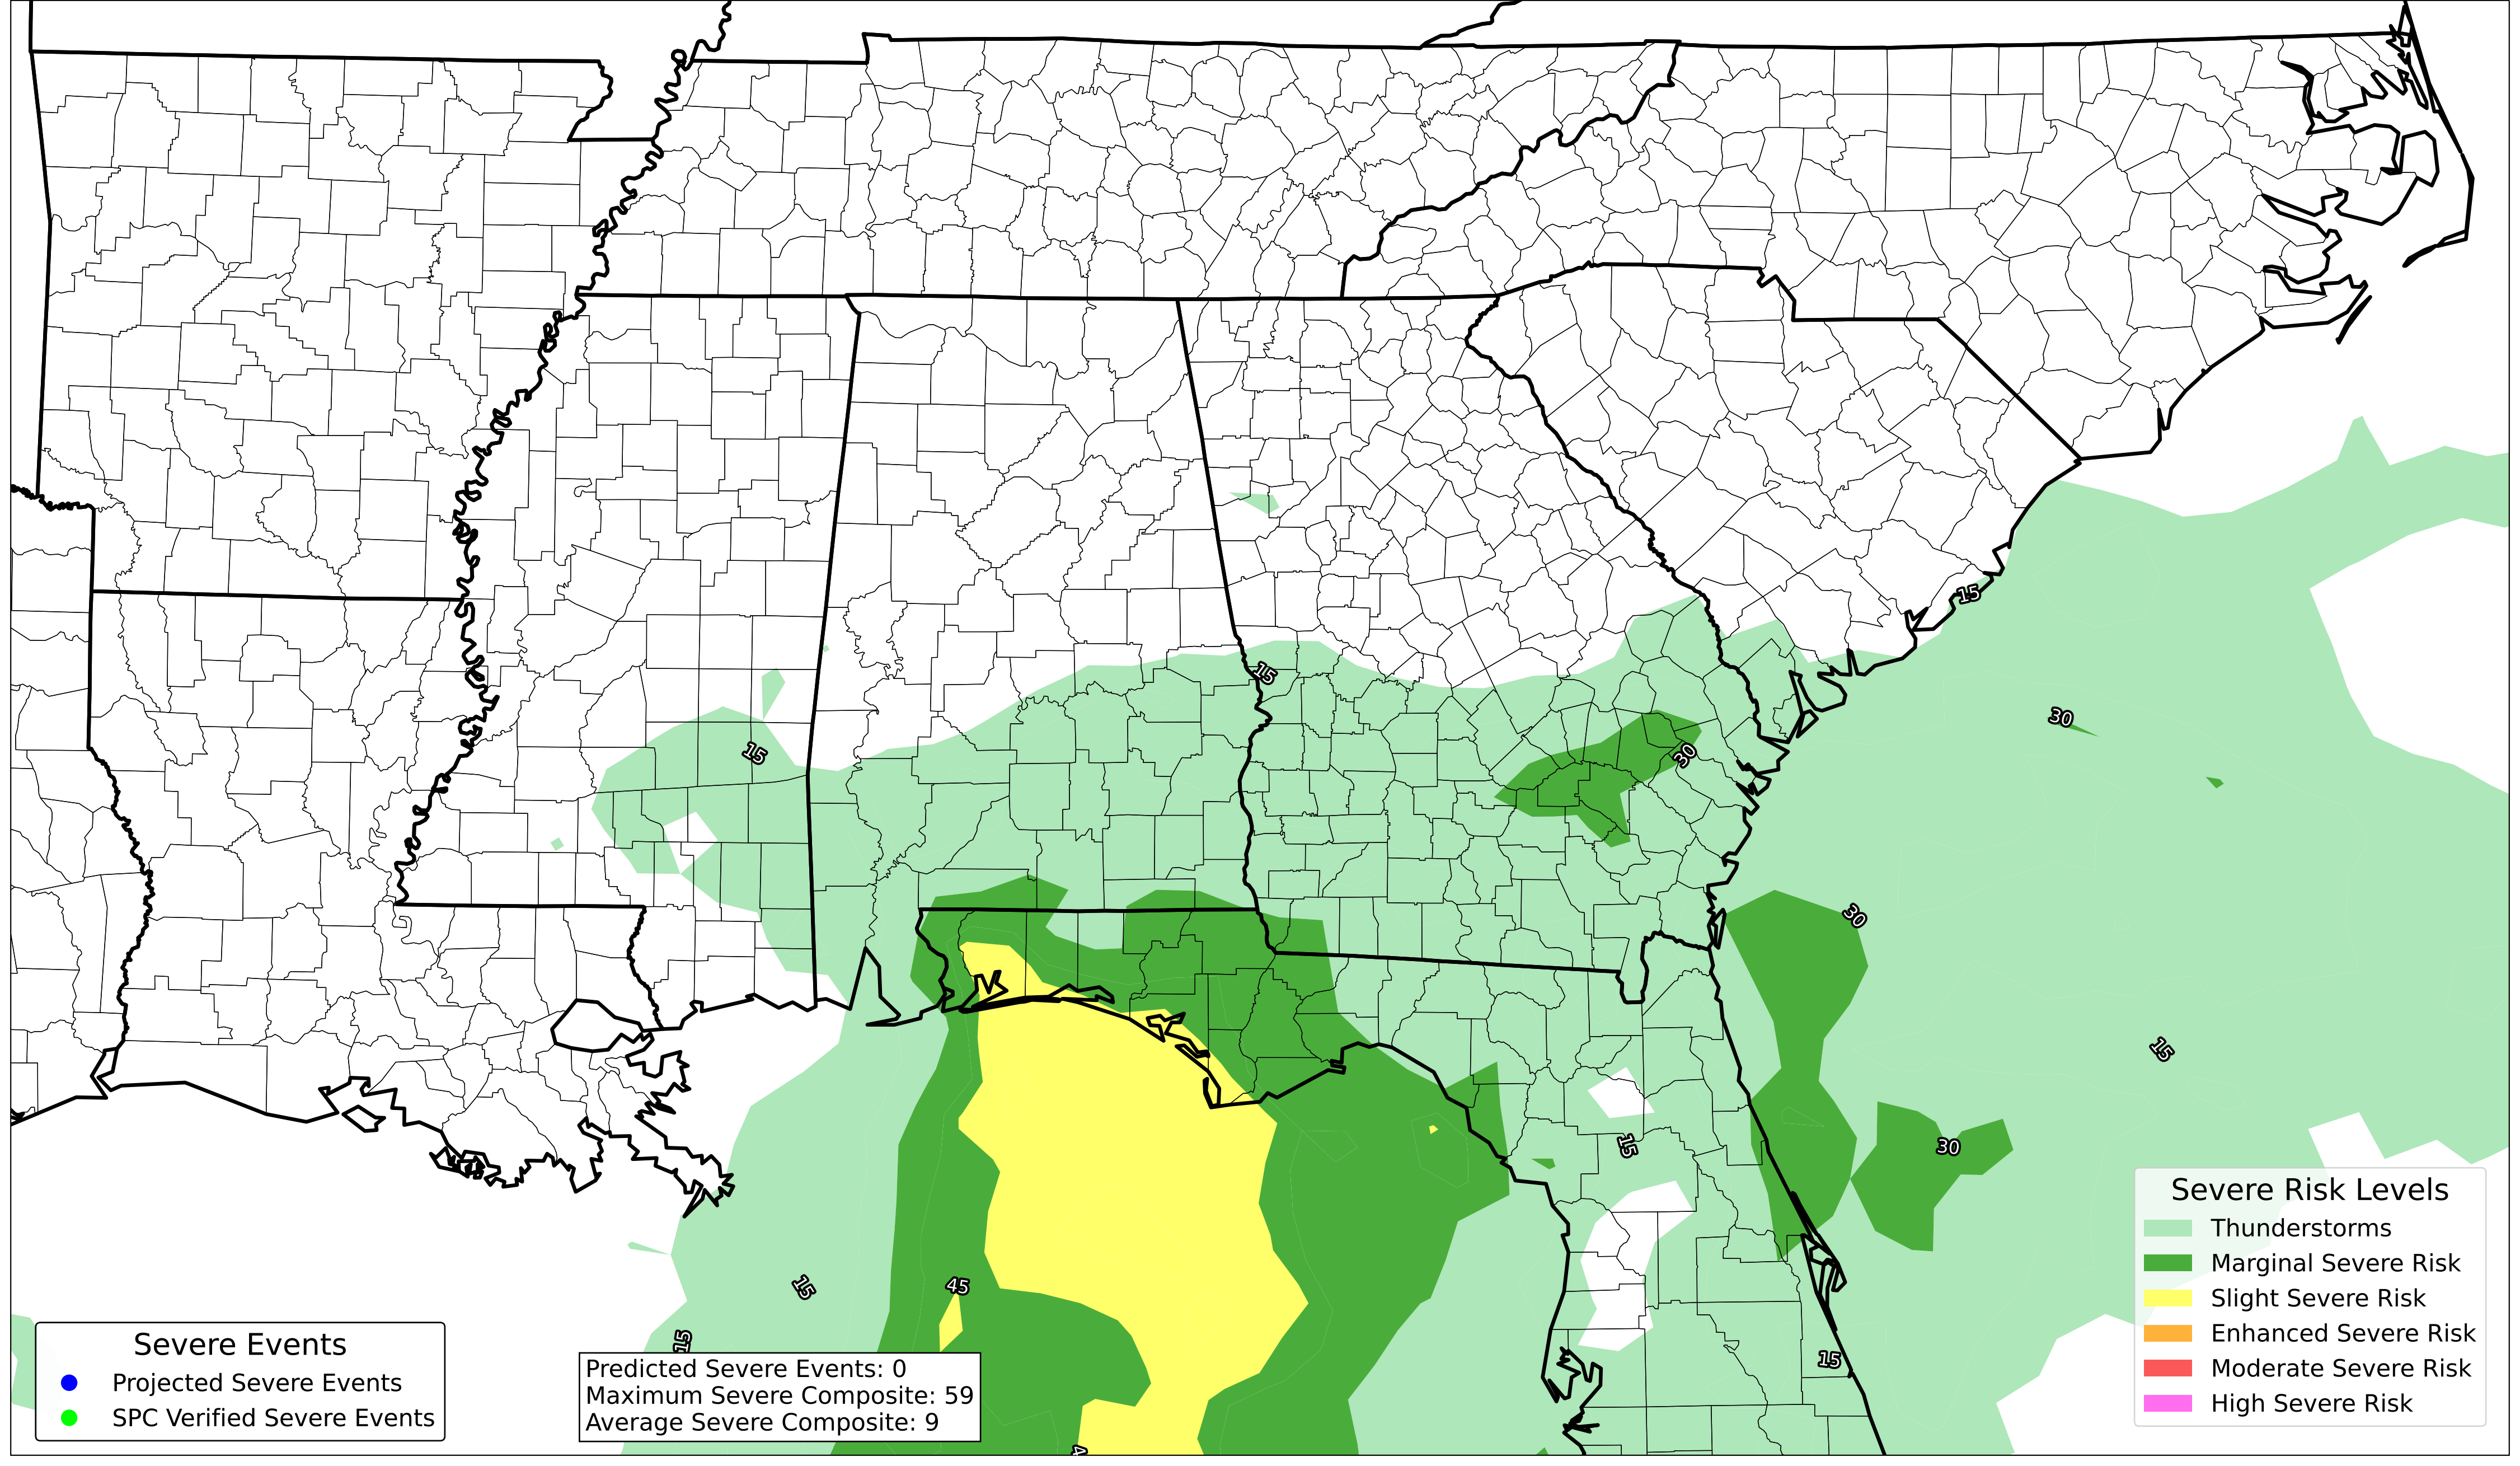 15
15
15
30
30
30
15
30
15
45
15
15
15
4
Severe Risk Levels
Thunderstorms
Marginal Severe Risk
Slight Severe Risk
Enhanced Severe Risk
Moderate Severe Risk
High Severe Risk
Severe Events
Projected Severe Events
SPC Verified Severe Events
Predicted Severe Events: 0
Maximum Severe Composite: 59
Average Severe Composite: 9